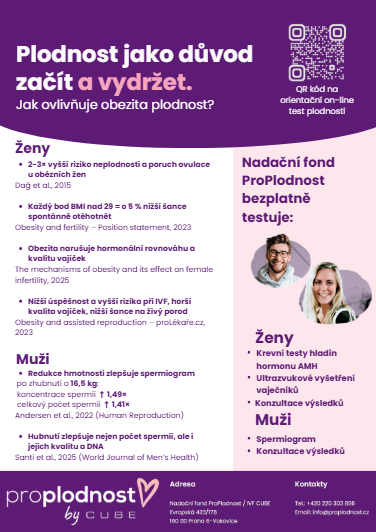 Plodnost jako důvod
začít a vydržet.
Jak ovlivňuje obezita plodnost?
QR kód na
orientační on-line
test plodnosti
Ženy
• 2–3× vyšší riziko neplodnosti a poruch ovulace
u obézních žen
Dağ et al., 2015
• Každý bod BMI nad 29 = o 5 % nižší šance
spontánně otěhotnět
Obesity and fertility – Position statement, 2023
• Obezita narušuje hormonální rovnováhu a
kvalitu vajíček
The mechanisms of obesity and its effect on female
infertility, 2025
• Nižší úspěšnost a vyšší rizika při IVF, horší
kvalita vajíček, nižší šance na živý porod
Obesity and assisted reproduction – proLékaře.cz,
2023
Muži
• Redukce hmotnosti zlepšuje spermiogram
po zhubnutí o 16,5 kg:
koncentrace spermií ↑ 1,49×
celkový počet spermií ↑ 1,41×
Andersen et al., 2022 (Human Reproduction)
• Hubnutí zlepšuje nejen počet spermií, ale i
jejich kvalitu a DNA
Santi et al., 2025 (World Journal of Men's Health)
Nadační fond
ProPlodnost
bezplatně
testuje:
Ženy
• Krevní testy hladin
hormonu AMH
• Ultrazvukové vyšetření
vaječníků
• Konzultace výsledků
Muži
• Spermiogram
• Konzultace výsledků
proplodnost
by CUBE
Adresa
Nadační fond ProPlodnost / IVF CUBE
Evropská 423/178
160 00 Praha 6-Vokovice
Kontakty
Tel.: +420 220 303 898
Email: info@proplodnost.cz